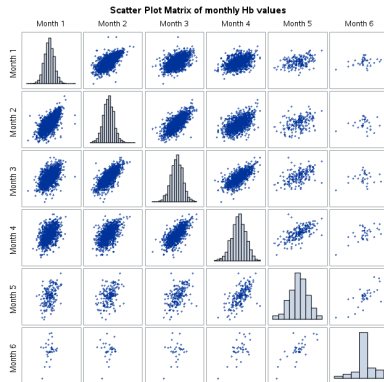 Scatter Plot Matrix of monthly Hb values
Month 1 Month 2 Month 3 Month 4 Month 5 Month 6
Month 1
Month 2
Month 3
Month 4
Month 5
Month 6